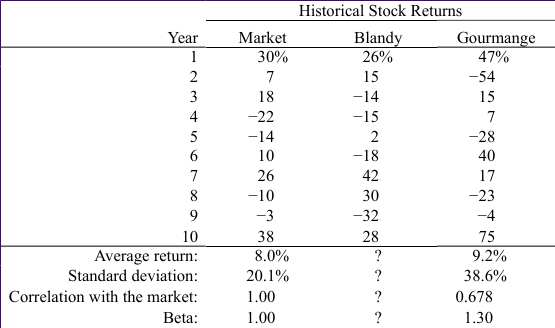 Historical Stock Returns
Year Market Blandy Gourmange
1 30% 26% 47%
2 7 15 −54
3 18 −14 15
4 −22 −15 7
5 −14 2 −28
6 10 −18 40
7 26 42 17
8 −10 30 −23
9 −3 −32 −4
10 38 28 75
Average return: 8.0% ? 9.2%
Standard deviation: 20.1% ? 38.6%
Correlation with the market: 1.00 ? 0.678
Beta: 1.00 ? 1.30